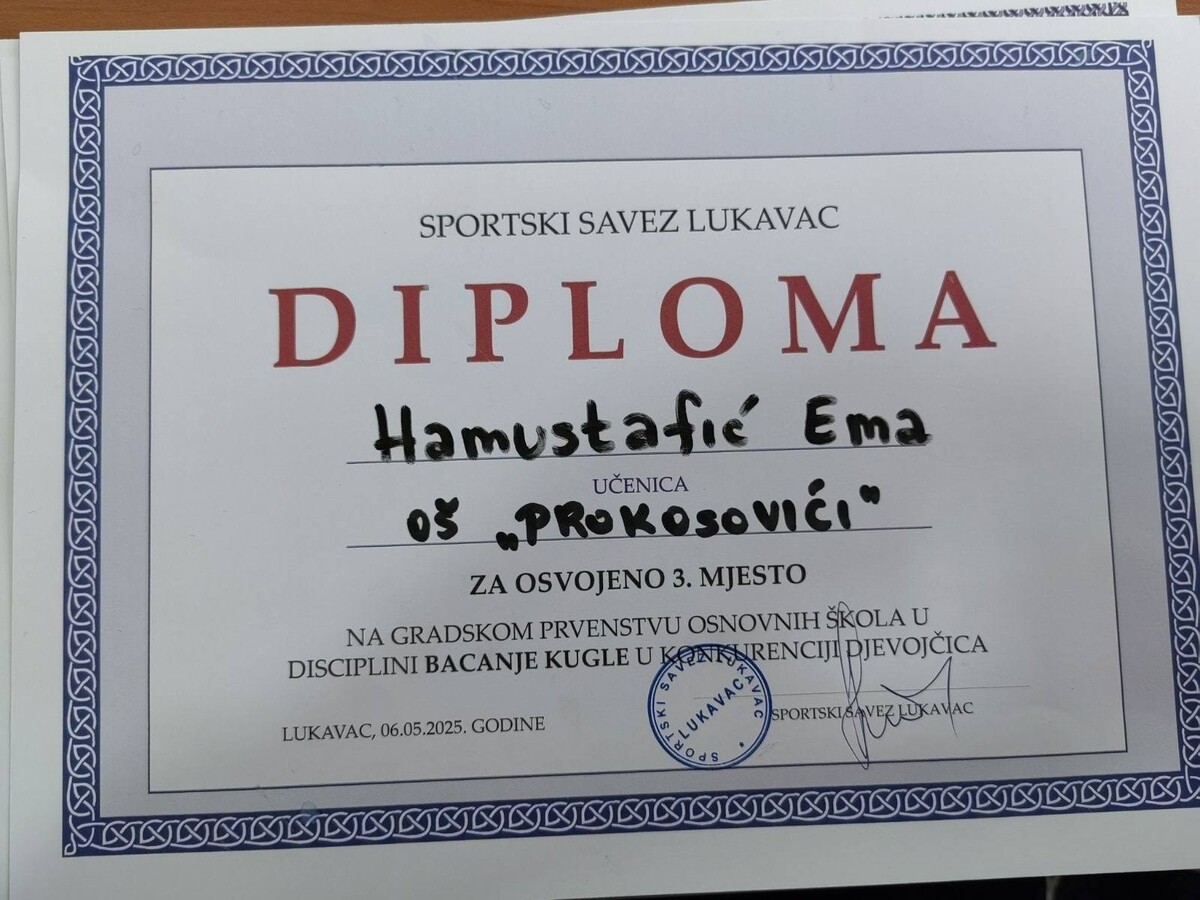 SPORTSKI SAVEZ LUKAVAC
DIPLOMA
Hamustafić Ema
UČENICA
OŠ „PROKOSOVIĆI"
ZA OSVOJENO 3. MJESTO
NA GRADSKOM PRVENSTVU OSNOVNIH ŠKOLA U
DISCIPLINI BACANJE KUGLE U KONKURENCIJI DJEVOJČICA
SPORTSKI SAVEZ LUKAVAC
LUKAVAC
SPORTSKI SAVEZ LUKAVAC
LUKAVAC, 06.05.2025. GODINE